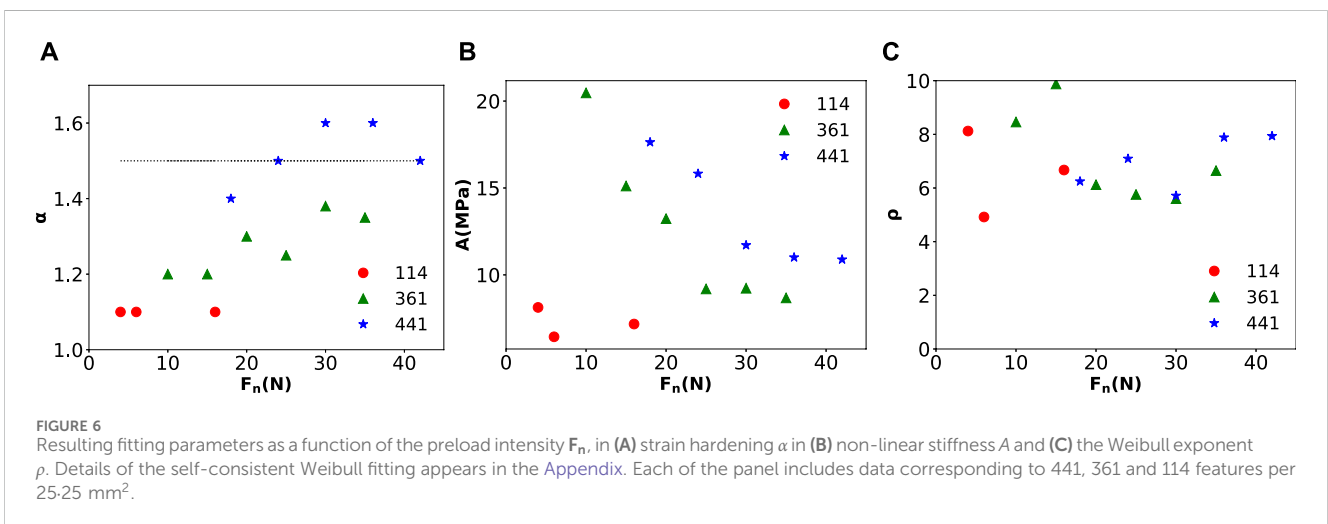 A
B
C
1.6
1.4
1.2
1.0
α
114
361
441
0
10
20
30
40
Fn(N)
20
15
10
A(MPa)
114
361
441
0
10
20
30
40
Fn(N)
10
8
6
4
2
0
ρ
114
361
441
0
10
20
30
40
Fn(N)
FIGURE 6
Resulting fitting parameters as a function of the preload intensity Fn, in (A) strain hardening α in (B) non-linear stiffness A and (C) the Weibull exponent
ρ. Details of the self-consistent Weibull fitting appears in the Appendix. Each of the panel includes data corresponding to 441, 361 and 114 features per
25·25 mm².